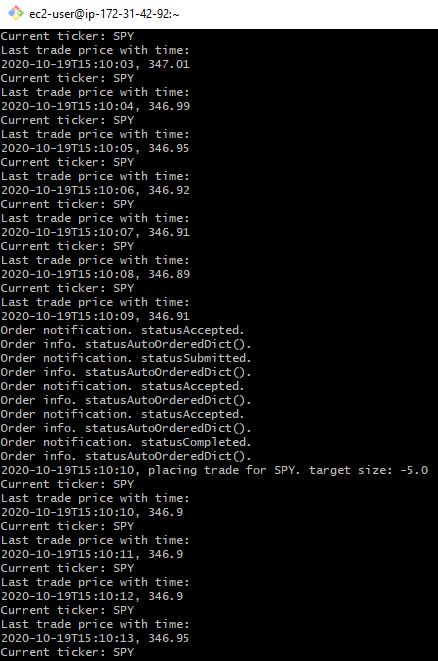 ec2-user@ip-172-31-42-92:~
Current ticker: SPY
Last trade price with time:
2020-10-19T15:10:03, 347.01
Current ticker: SPY
Last trade price with time:
2020-10-19T15:10:04, 346.99
Current ticker: SPY
Last trade price with time:
2020-10-19T15:10:05, 346.95
Current ticker: SPY
Last trade price with time:
2020-10-19T15:10:06, 346.92
Current ticker: SPY
Last trade price with time:
2020-10-19T15:10:07, 346.91
Current ticker: SPY
Last trade price with time:
2020-10-19T15:10:08, 346.89
Current ticker: SPY
Last trade price with time:
2020-10-19T15:10:09, 346.91
Order notification. statusAccepted.
Order info. statusAutoOrderedDict().
Order notification. statusSubmitted.
Order info. statusAutoOrderedDict().
Order notification. statusAccepted.
Order info. statusAutoOrderedDict().
Order notification. statusAccepted.
Order info. statusAutoOrderedDict().
Order notification. statusCompleted.
Order info. statusAutoOrderedDict().
2020-10-19T15:10:10, placing trade for SPY. target size: -5.0
Current ticker: SPY
Last trade price with time:
2020-10-19T15:10:10, 346.9
Current ticker: SPY
Last trade price with time:
2020-10-19T15:10:11, 346.9
Current ticker: SPY
Last trade price with time:
2020-10-19T15:10:12, 346.9
Current ticker: SPY
Last trade price with time:
2020-10-19T15:10:13, 346.95
Current ticker: SPY